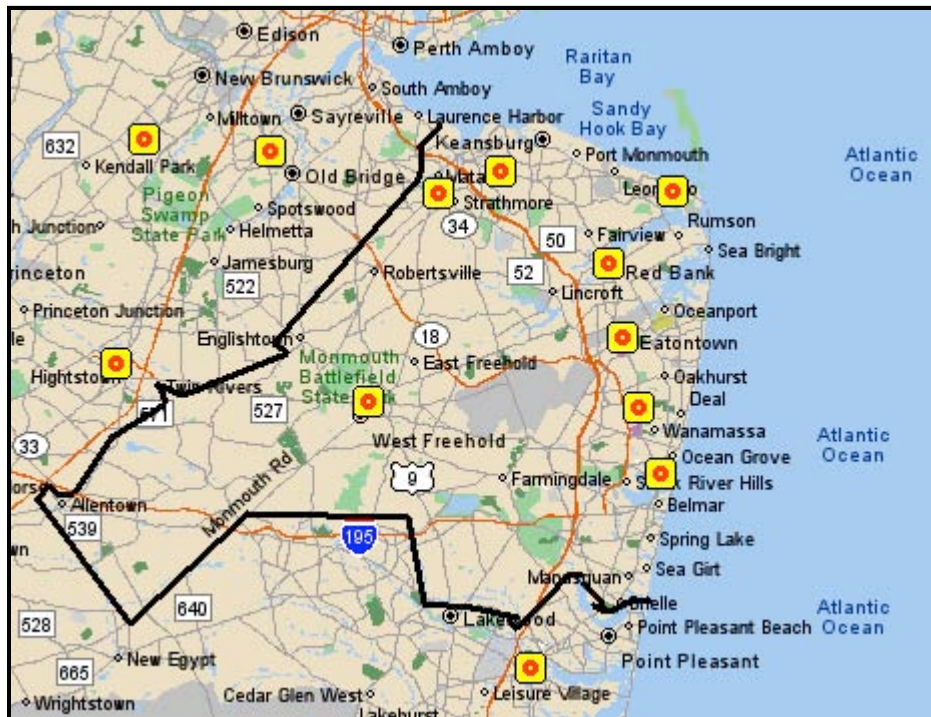 Edison
Perth Amboy
Raritan
Bay
New Brunswick
South Amboy
Milltown
Sayreville
Laurence Harbor
Sandy
Hook Bay
632
Keansburg
Port Monmouth
Atlantic
Ocean
Kendall Park
Old Bridge
Pigeon
Swamp
State Park
Spotswood
Strathmore
Helmetta
34
50
Fairview
Rumson
Sea Bright
Junction
Jamesburg
522
Robertsville
52
Red Bank
Lincroft
Princeton Junction
Oceanport
Englishtown
18
Eatontown
Monmouth
Battlefield
East Freehold
Hightstown
Twin Rivers
Oakhurst
571
527
Deal
33
West Freehold
Wanamassa
Atlantic
Ocean
Monmouth Rd
9
Ocean Grove
Farmingdale
River Hills
Allentown
Belmar
539
195
Spring Lake
Manasquan
Sea Girt
640
528
Lakewood
Atlantic
Ocean
Point Pleasant Beach
New Egypt
665
Point Pleasant
Wrightstown
Cedar Glen West
Leisure Village